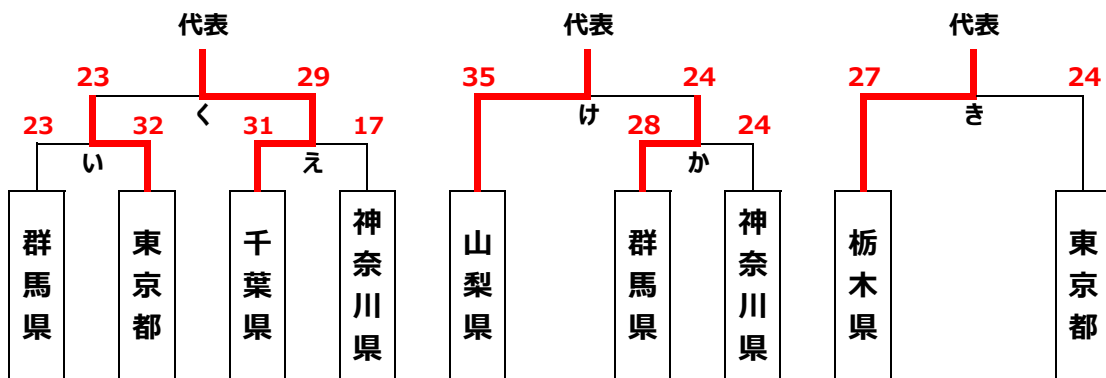 代表
代表
代表
23
29
35
24
27
24
く
け
き
23
32
31
17
28
24
い
え
か
群馬県
東京都
千葉県
神奈川県
山梨県
群馬県
神奈川県
栃木県
東京都